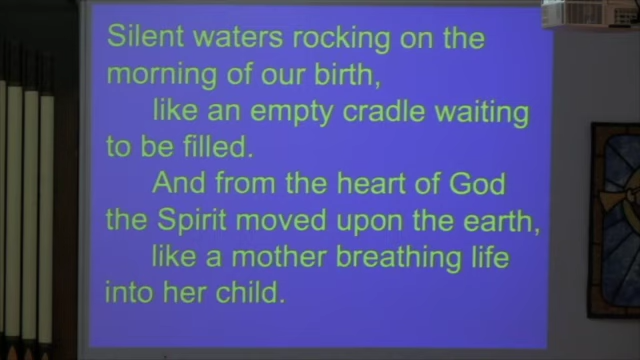 Silent waters rocking on the
morning of our birth,
like an empty cradle waiting
to be filled.
And from the heart of God
the Spirit moved upon the earth,
like a mother breathing life
into her child.